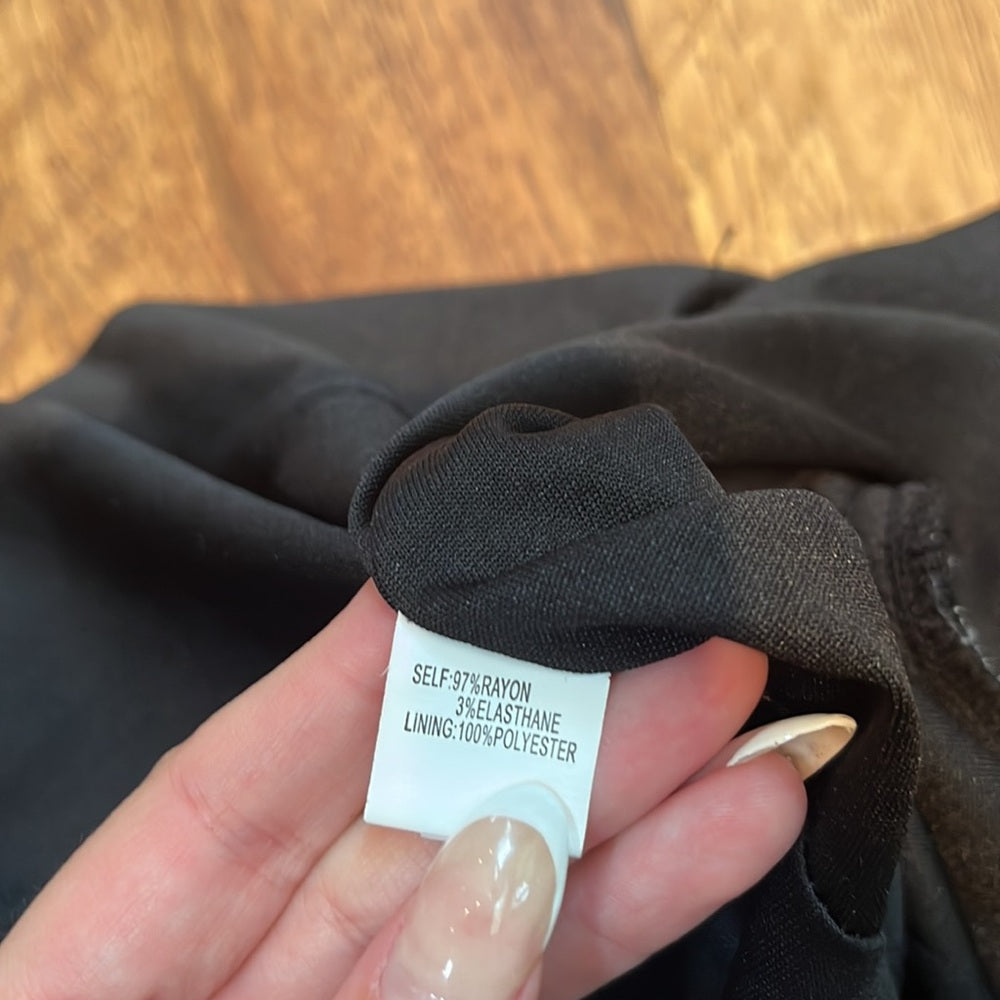 SELF:97%RAYON
3%ELASTHANE
LINING:100%POLYESTER